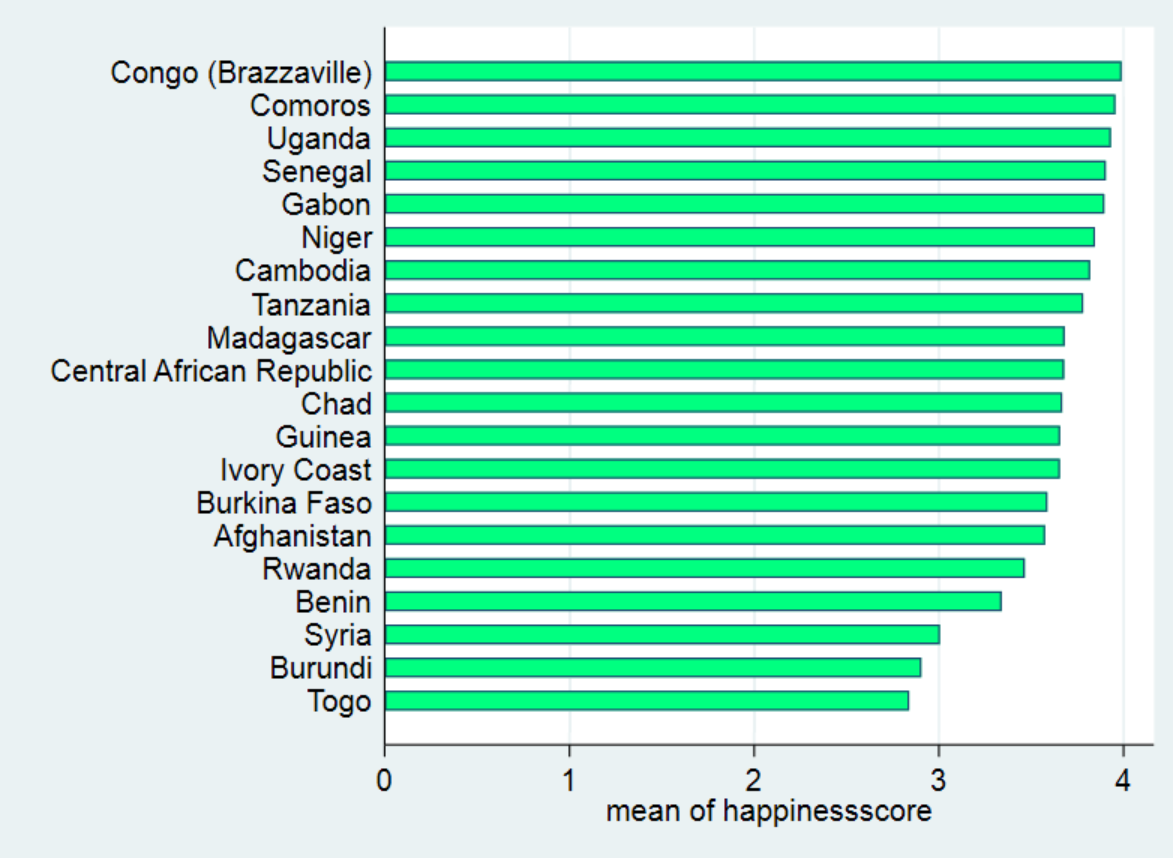 Congo (Brazzaville)
Comoros
Uganda
Senegal
Gabon
Niger
Cambodia
Tanzania
Madagascar
Central African Republic
Chad
Guinea
Ivory Coast
Burkina Faso
Afghanistan
Rwanda
Benin
Syria
Burundi
Togo
0 1 2 3 4
mean of happinessscore